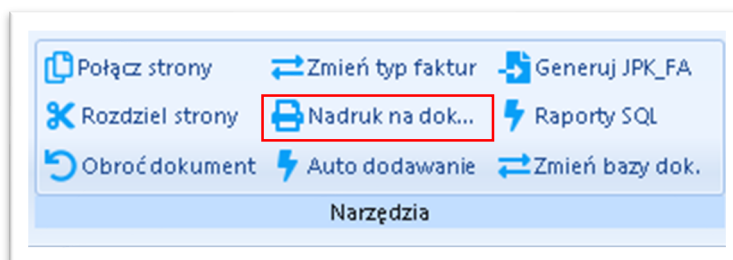 Połącz strony Zmień typ faktur Generuj JPK_FA
Rozdziel strony Nadruk na dok... Raporty SQL
Obroć dokument Auto dodawanie Zmień bazy dok.
Narzędzia